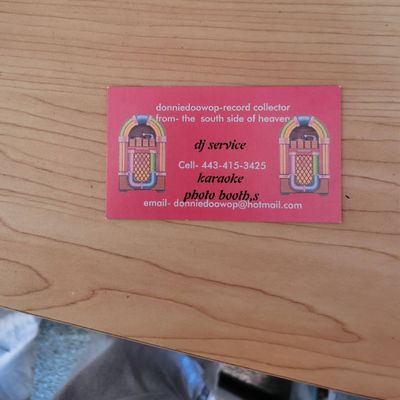 donniedoowop-record collector
from- the south side of heaven
dj service
Cell- 443-415-3425
karaoke
photo booth,s
email- donniedoowop@hotmail.com